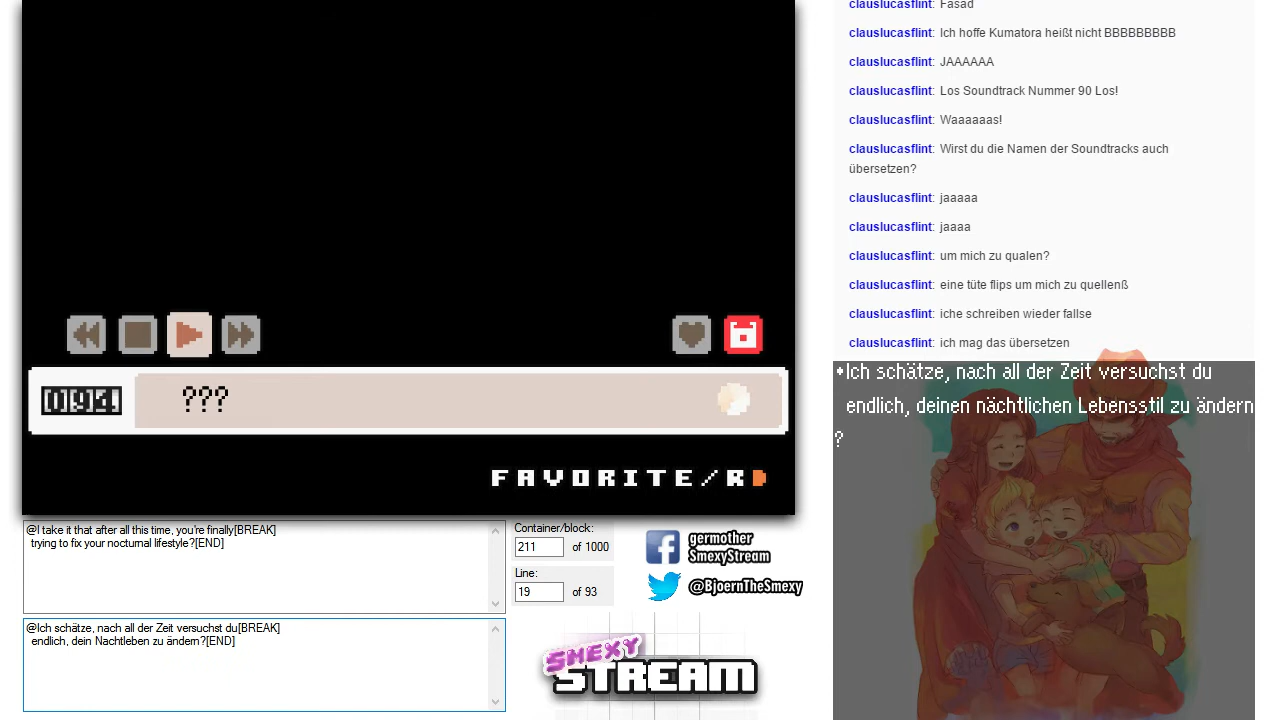 clauslucasflint: Fasad
clauslucasflint: Ich hoffe Kumatora heißt nicht BBBBBBBBB
clauslucasflint: JAAAAAA
clauslucasflint: Los Soundtrack Nummer 90 Los!
clauslucasflint: Waaaaaas!
clauslucasflint: Wirst du die Namen der Soundtracks auch
übersetzen?
clauslucasflint: jaaaaa
clauslucasflint: jaaaa
clauslucasflint: um mich zu qualen?
clauslucasflint: eine tüte flips um mich zu quellenß
clauslucasflint: iche schreiben wieder fallse
clauslucasflint: ich mag das übersetzen
•Ich schätze, nach all der Zeit versuchst du
endlich, deinen nächtlichen Lebensstil zu ändern
?
???
FAVORITE/R
@I take it that after all this time, you're finally[BREAK]
trying to fix your nocturnal lifestyle?[END]
@Ich schätze, nach all der Zeit versuchst du[BREAK]
endlich, dein Nachtleben zu ändern?[END]
Container/block:
211 of 1000
Line:
19 of 93
germother
SmexyStream
@BjoernTheSmexy
SMEXY
STREAM